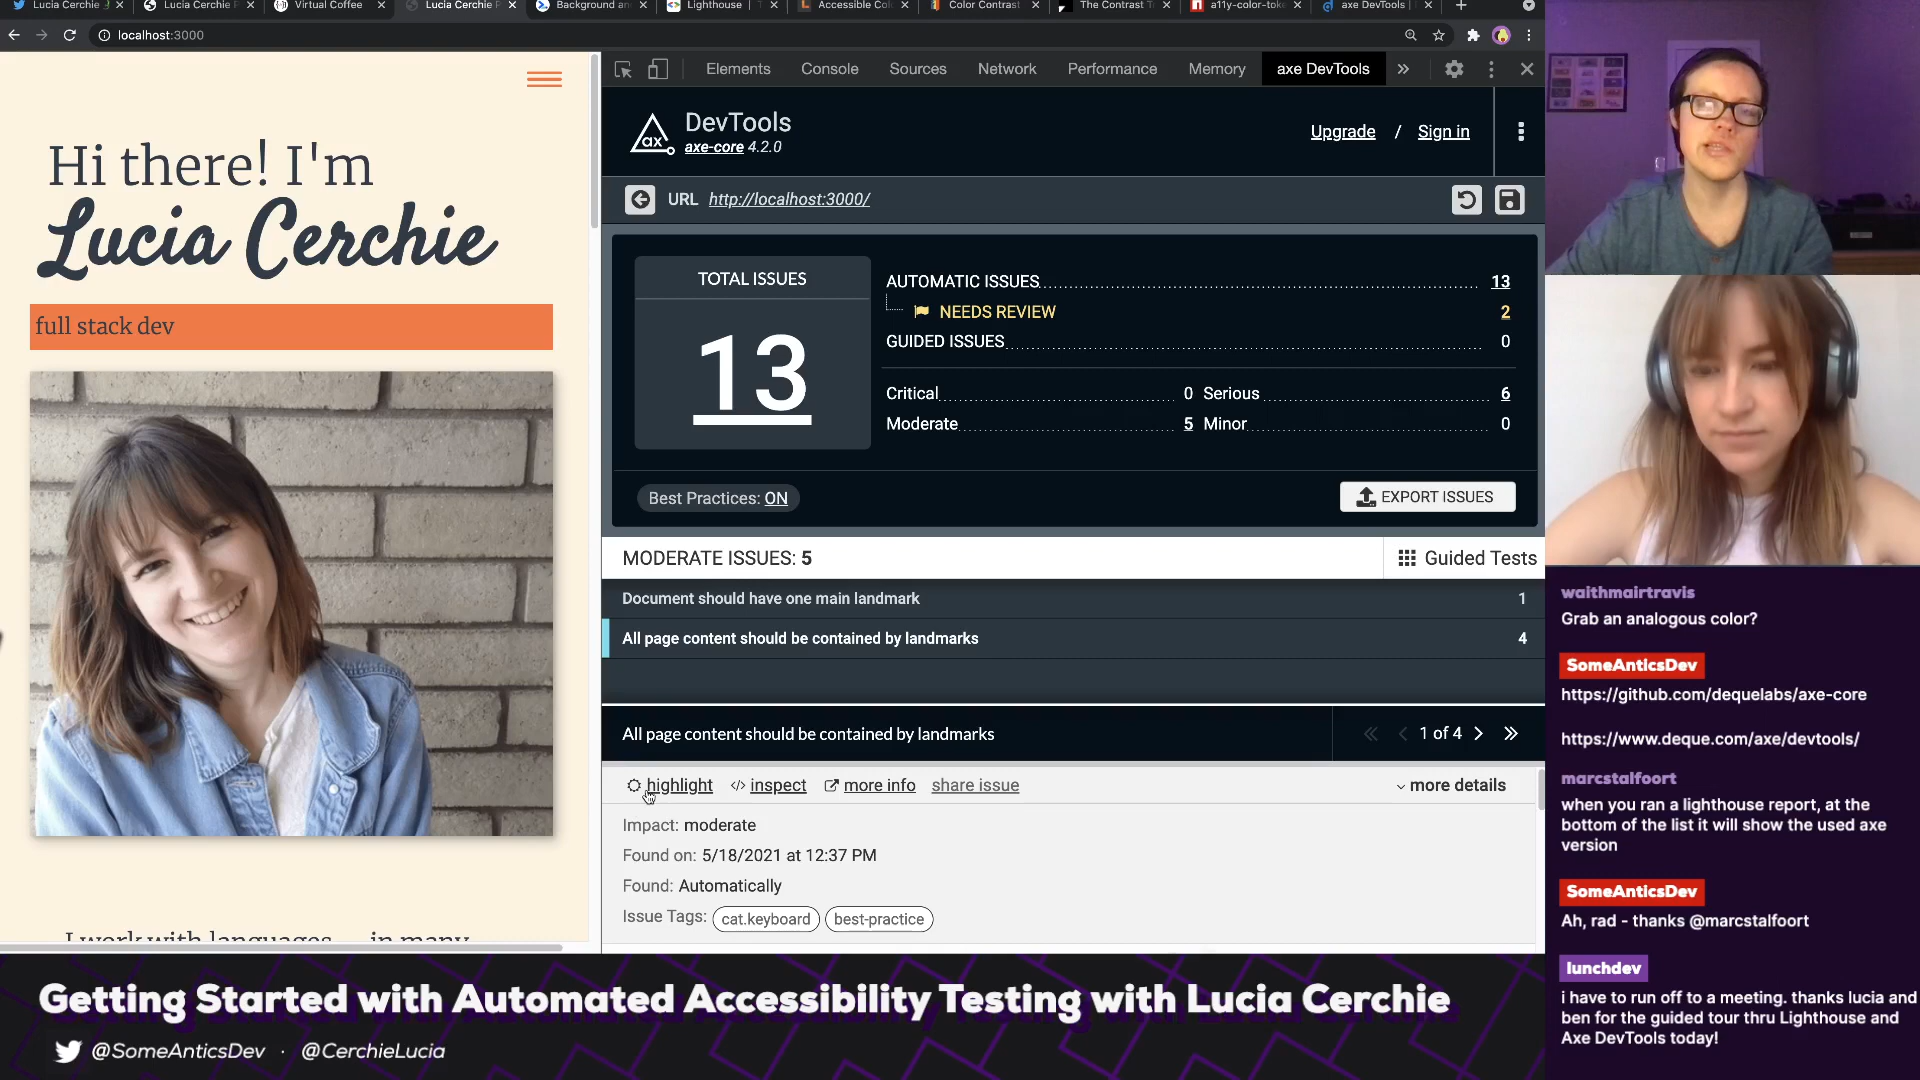 Lucia Cerchie
Lucia Cerchie P
Virtual Coffee
Lucia Cerchie P
Background an
Lighthouse
Accessible Col
Color Contrast
The Contrast T
a11y-color-toke
axe DevTools
localhost:3000
Hi there! I'm
Lucia Cerchie
full stack dev
I work with languages — in many
Elements
Console
Sources
Network
Performance
Memory
axe DevTools
ax
DevTools
axe-core 4.2.0
Upgrade / Sign in
URL http://localhost:3000/
TOTAL ISSUES
13
AUTOMATIC ISSUES 13
NEEDS REVIEW 2
GUIDED ISSUES 0
Critical 0 Serious 6
Moderate 5 Minor 0
Best Practices: ON
EXPORT ISSUES
MODERATE ISSUES: 5
Guided Tests
Document should have one main landmark 1
All page content should be contained by landmarks 4
All page content should be contained by landmarks
1 of 4
highlight </> inspect more info share issue
more details
Impact: moderate
Found on: 5/18/2021 at 12:37 PM
Found: Automatically
Issue Tags: cat.keyboard best-practice
waithmairtravis
Grab an analogous color?
SomeAnticsDev
https://github.com/dequelabs/axe-core
https://www.deque.com/axe/devtools/
marcstalfoort
when you ran a lighthouse report, at the
bottom of the list it will show the used axe
version
SomeAnticsDev
Ah, rad - thanks @marcstalfoort
lunchdev
i have to run off to a meeting. thanks lucia and
ben for the guided tour thru Lighthouse and
Axe DevTools today!
Getting Started with Automated Accessibility Testing with Lucia Cerchie
@SomeAnticsDev · @CerchieLucia